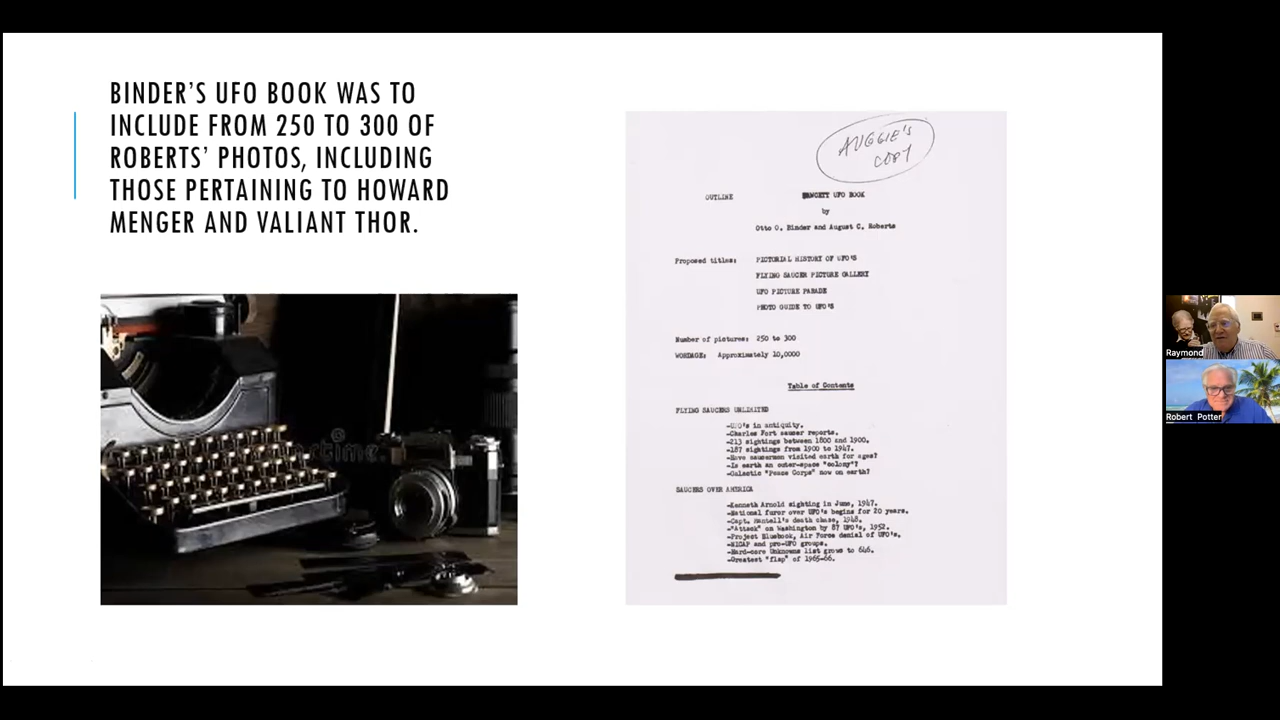 BINDER’S UFO BOOK WAS TO
INCLUDE FROM 250 TO 300 OF
ROBERTS’ PHOTOS, INCLUDING
THOSE PERTAINING TO HOWARD
MENGER AND VALIANT THOR.
AUGGIE'S
COPY
OUTLINE FAWCETT UFO BOOK
by
Otto O. Binder and August C. Roberts
Proposed titles: PICTORIAL HISTORY OF UFO'S
FLYING SAUCER PICTURE GALLERY
UFO PICTURE PARADE
PHOTO GUIDE TO UFO'S
Number of pictures: 250 to 300
WORDAGE: Approximately 10,0000
Table of Contents
FLYING SAUCERS UNLIMITED
-UFO's in antiquity.
-Charles Fort saucer reports.
-213 sightings between 1800 and 1900.
-187 sightings from 1900 to 1947.
-Have saucermen visited earth for ages?
-Is earth an outer-space "colony"?
-Galactic "Peace Corps" now on earth?
SAUCERS OVER AMERICA
-Kenneth Arnold sighting in June, 1947.
-National furor over UFO's begins for 20 years.
-Capt. Mantell's death chase, 1948.
-"Attack" on Washington by 87 UFO's, 1952.
-Project Bluebook, Air Force denial of UFO's.
-NICAP and pro-UFO groups.
-Hard-core Unknowns list grows to 646.
-Greatest "flap" of 1965-66.
Raymond
Robert Potter